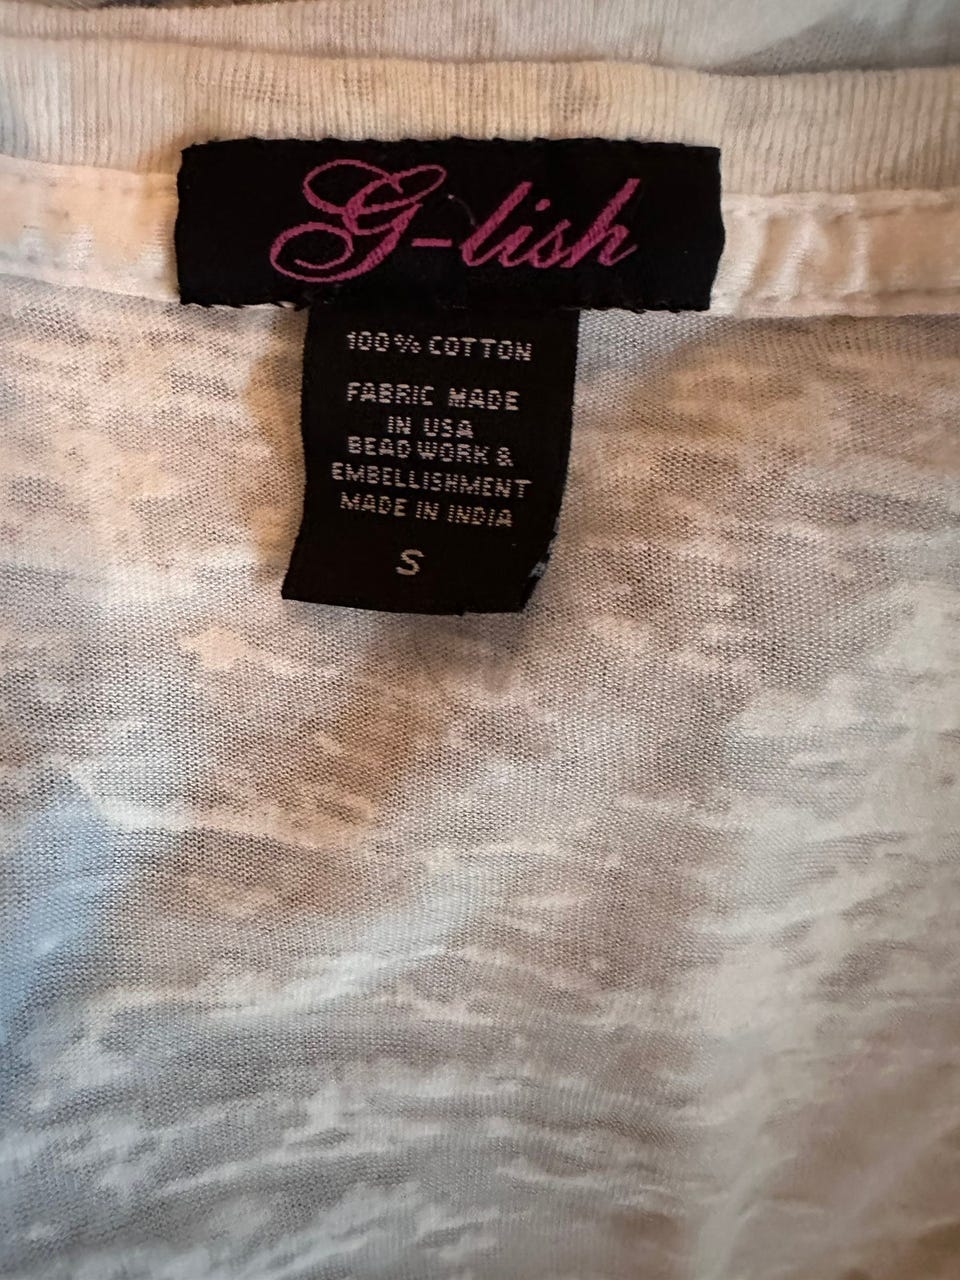 G-lish
100% COTTON
FABRIC MADE
IN USA
BEAD WORK &
EMBELLISHMENT
MADE IN INDIA
S